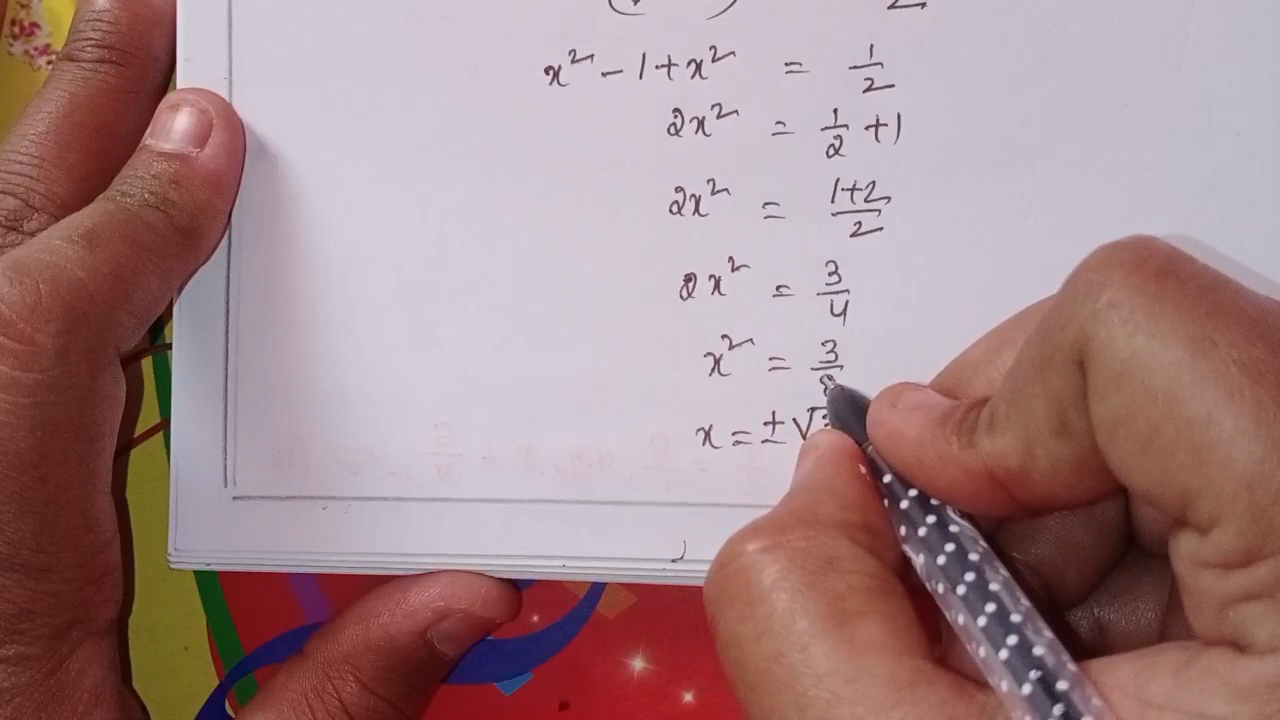 x² - 1 + x² = 1/2
2x² = 1/2 + 1
2x² = 1+2/2
2x² = 3/4
x² = 3/8
x = ± √3